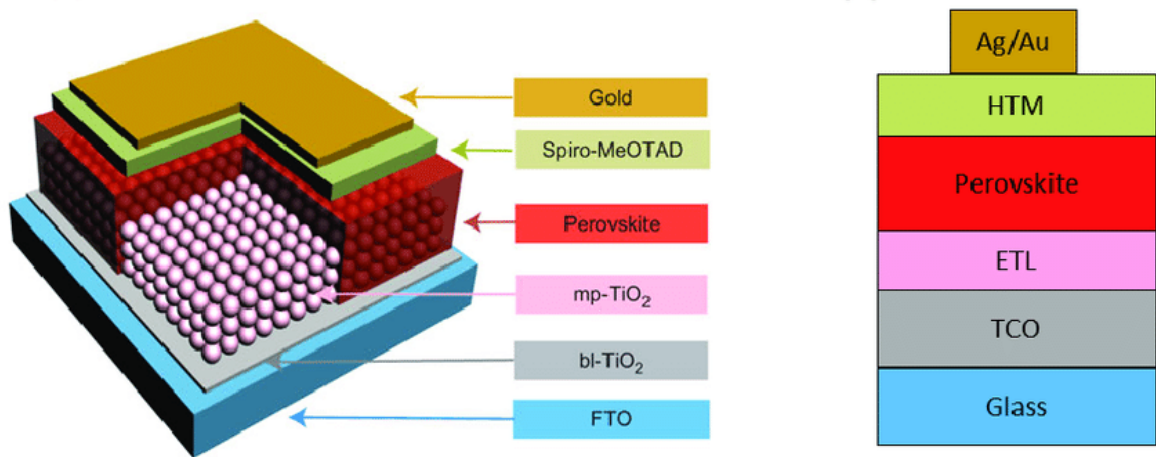 Gold
Spiro-MeOTAD
Perovskite
mp-TiO₂
bl-TiO₂
FTO
Ag/Au
HTM
Perovskite
ETL
TCO
Glass